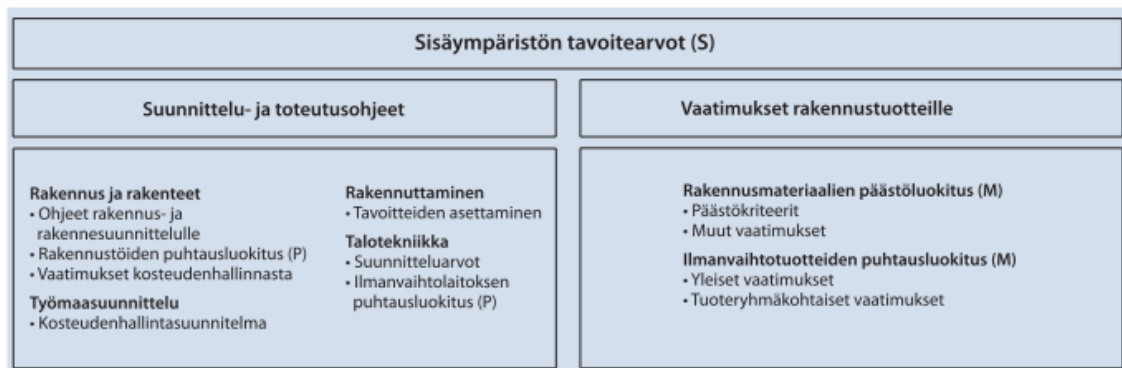 Sisäympäristön tavoitearvot (S)
Suunnittelu- ja toteutusohjeet
Rakennus ja rakenteet
• Ohjeet rakennus- ja
rakennesuunnittelulle
• Rakennustöiden puhtausluokitus (P)
• Vaatimukset kosteudenhallinnasta
Työmaasuunnittelu
• Kosteudenhallintasuunnitelma
Rakennuttaminen
• Tavoitteiden asettaminen
Talotekniikka
• Suunnitteluarvot
• Ilmanvaihtolaitoksen
puhtausluokitus (P)
Vaatimukset rakennustuotteille
Rakennusmateriaalien päästöluokitus (M)
• Päästökriteerit
• Muut vaatimukset
Ilmanvaihtotuotteiden puhtausluokitus (M)
• Yleiset vaatimukset
• Tuoteryhmäkohtaiset vaatimukset